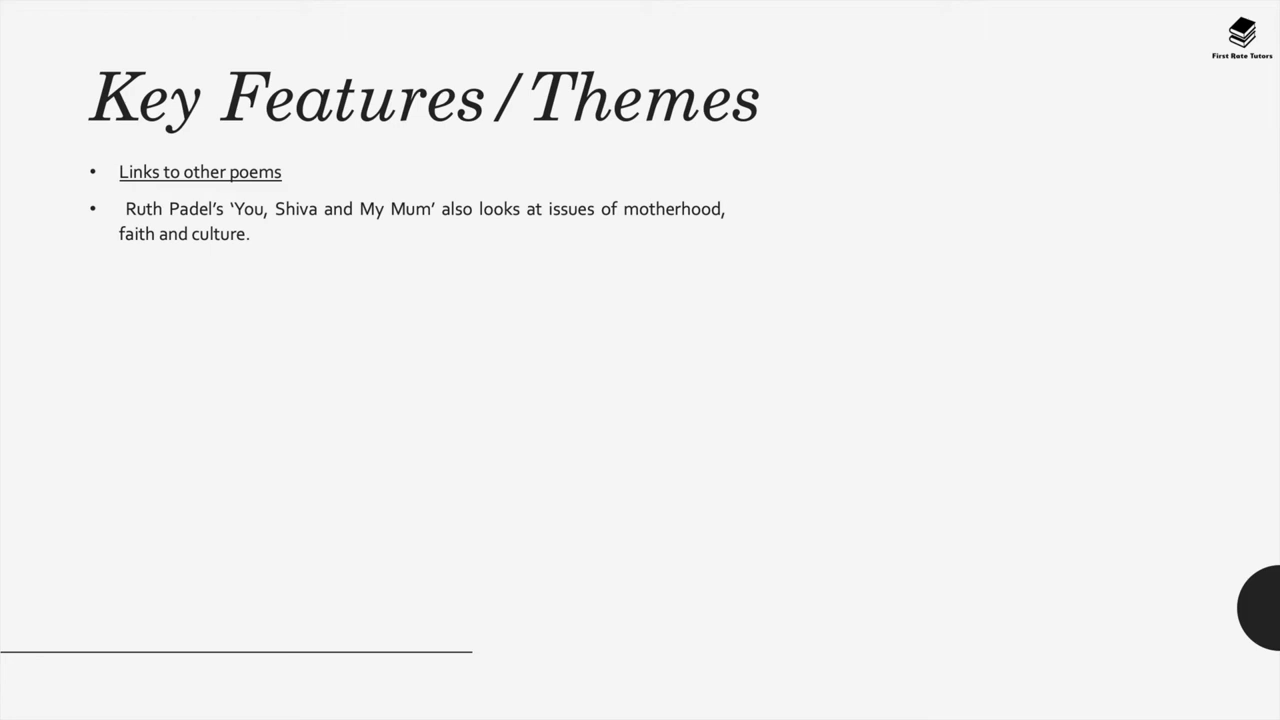 First Rate Tutors
Key Features/Themes
• Links to other poems
• Ruth Padel’s ‘You, Shiva and My Mum’ also looks at issues of motherhood,
faith and culture.